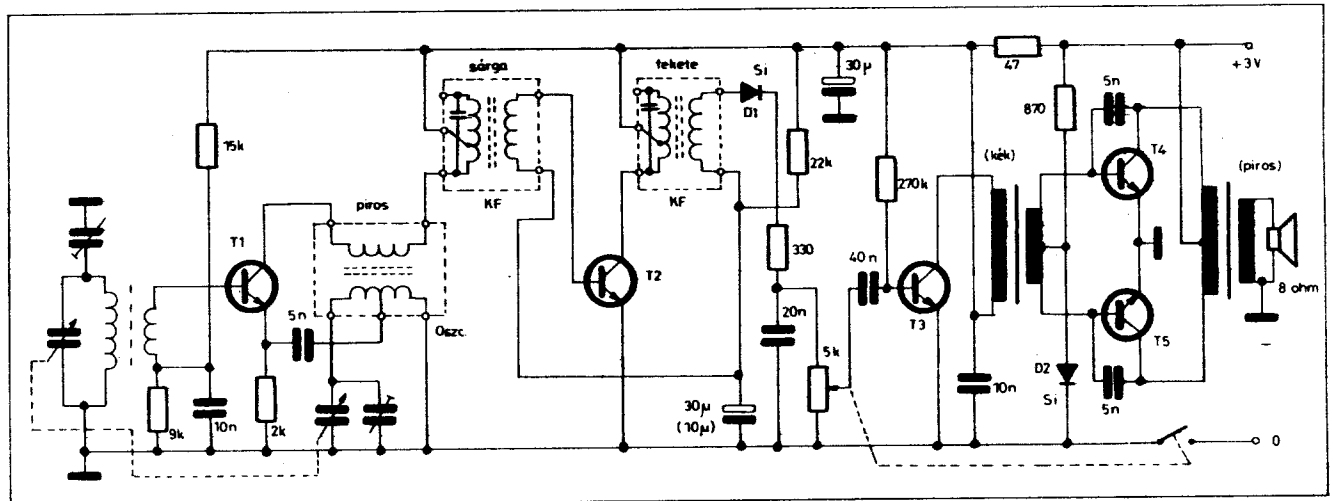 sárga
KF
tekete
KF
Si
D1
30µ
47
+3V
15k
22k
870
5n
T4
(kék)
(piros)
270k
piros
T1
T2
330
40n
T3
8 ohm
5n
Oszc.
20n
5k
T5
D2
Si
10n
5n
9k
10n
2k
30µ
(10µ)
0